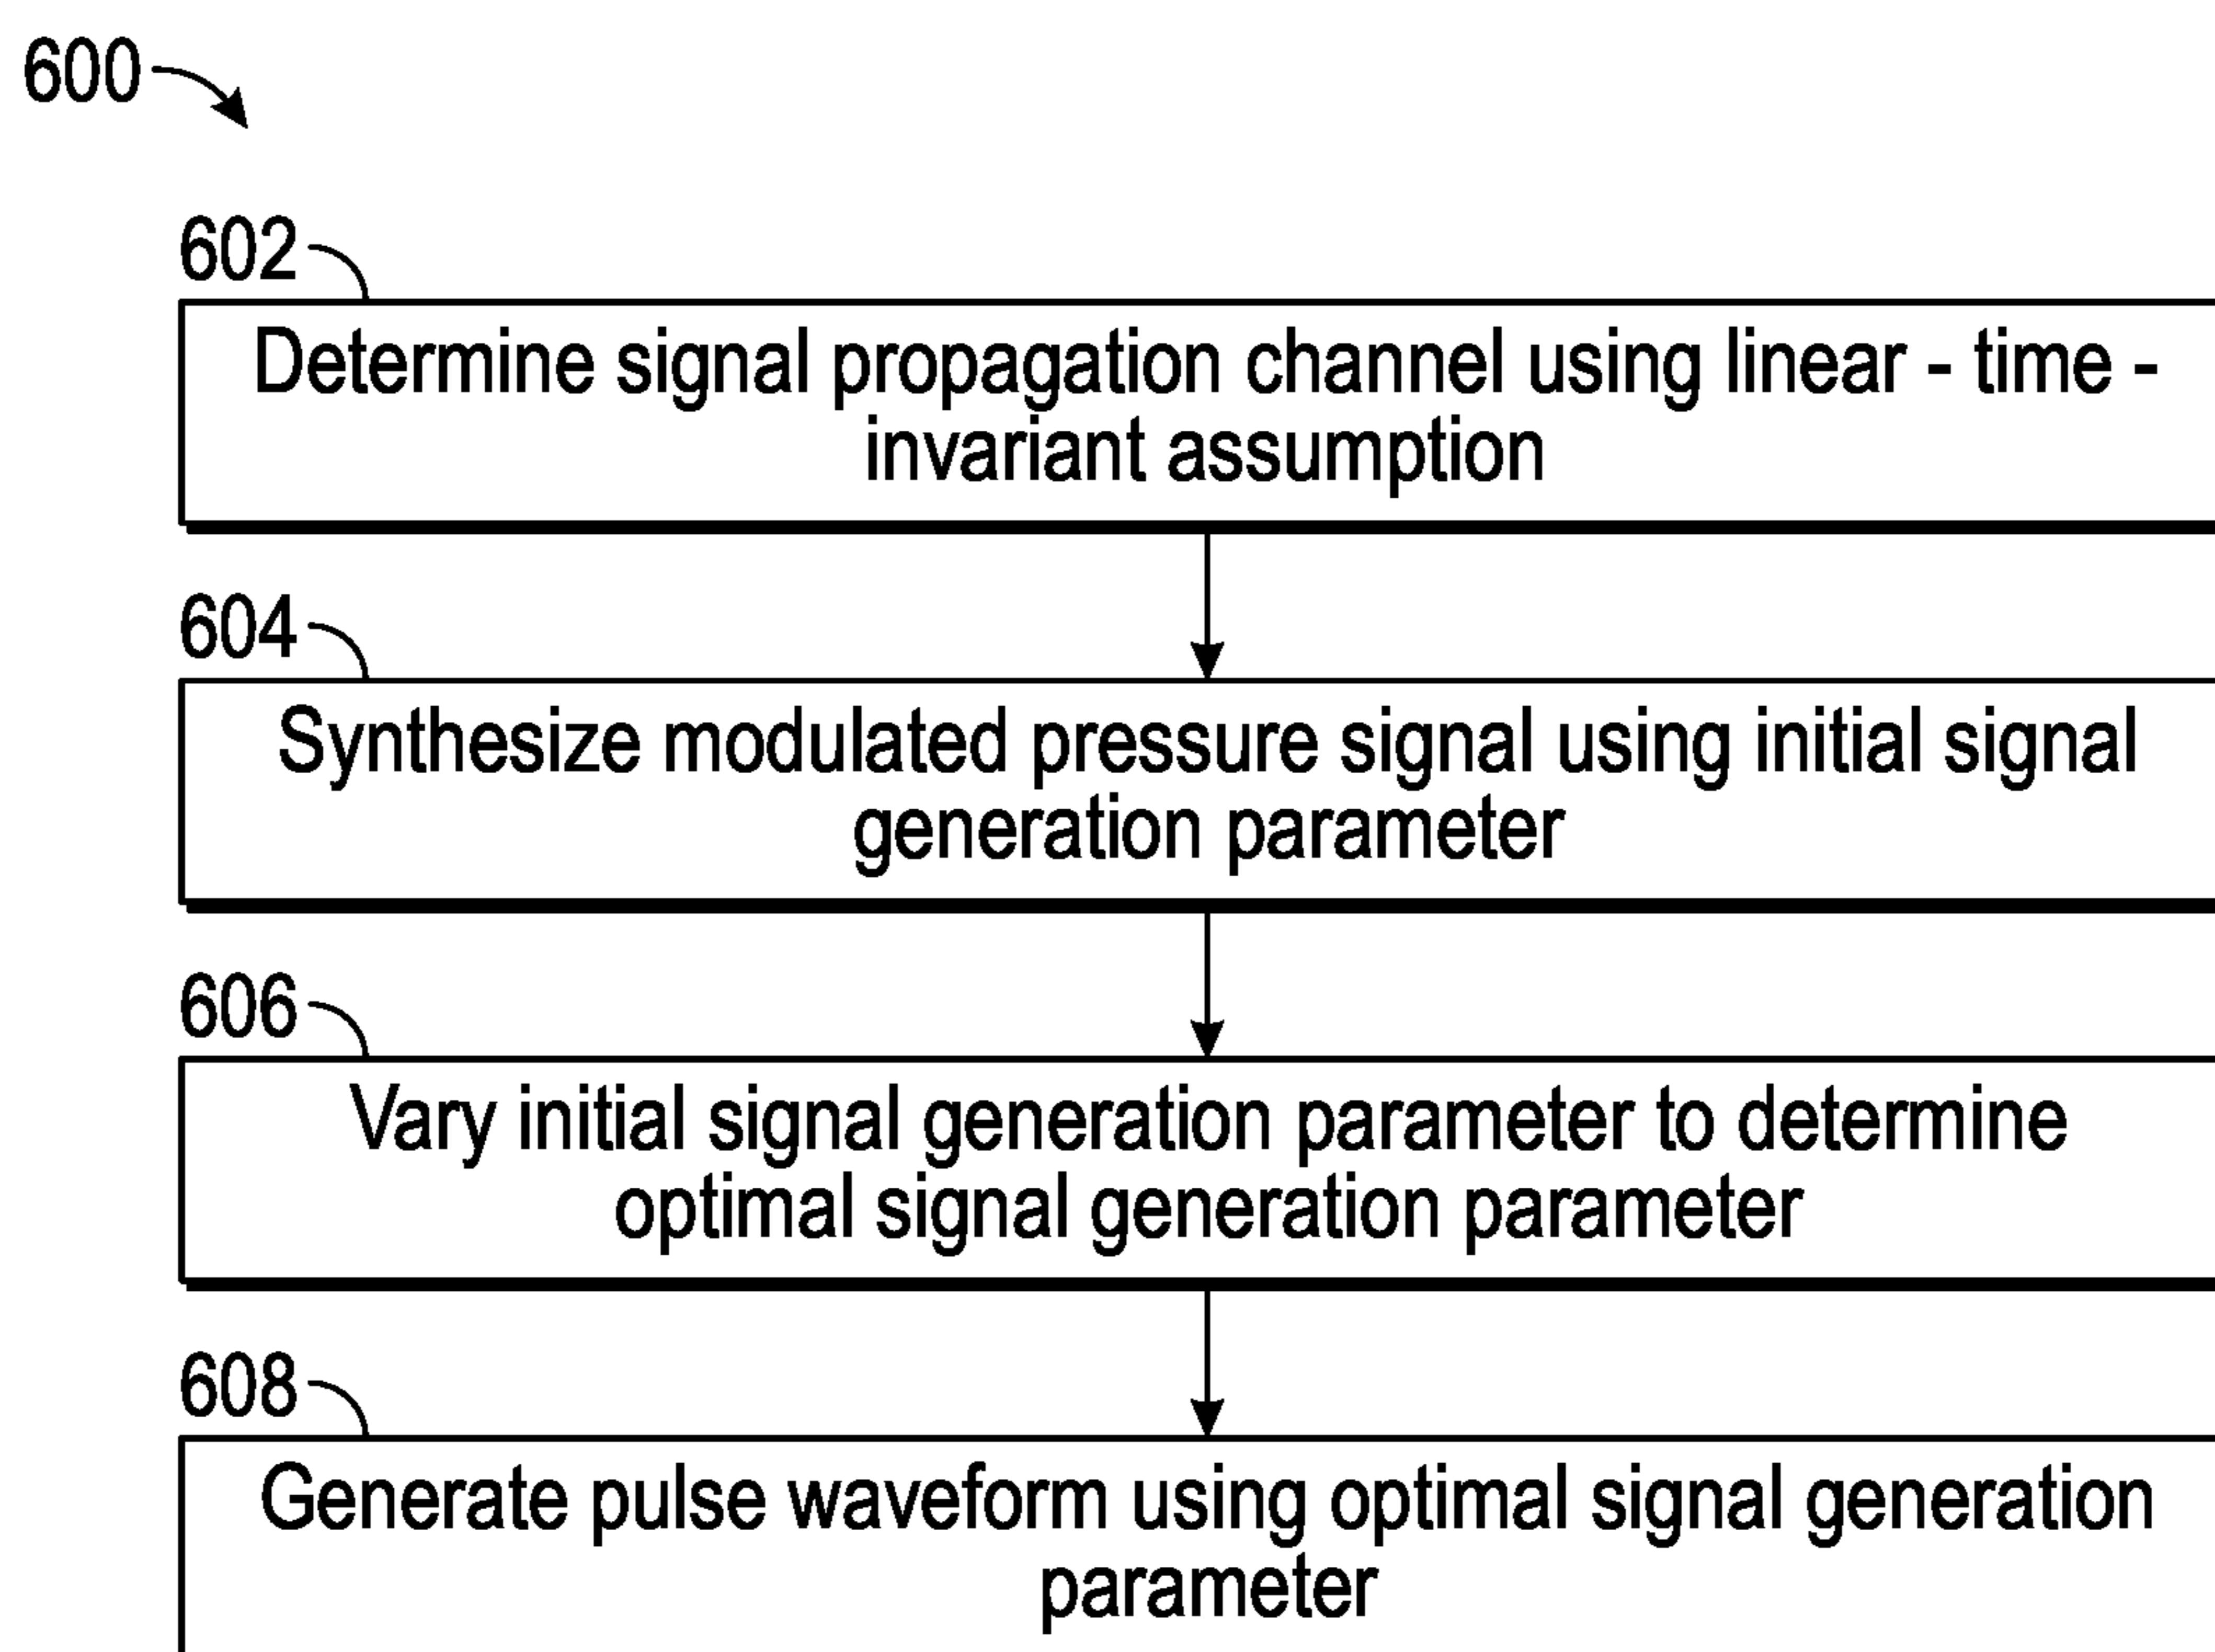 600
602
Determine signal propagation channel using linear - time -
invariant assumption
604
Synthesize modulated pressure signal using initial signal
generation parameter
606
Vary initial signal generation parameter to determine
optimal signal generation parameter
608
Generate pulse waveform using optimal signal generation
parameter